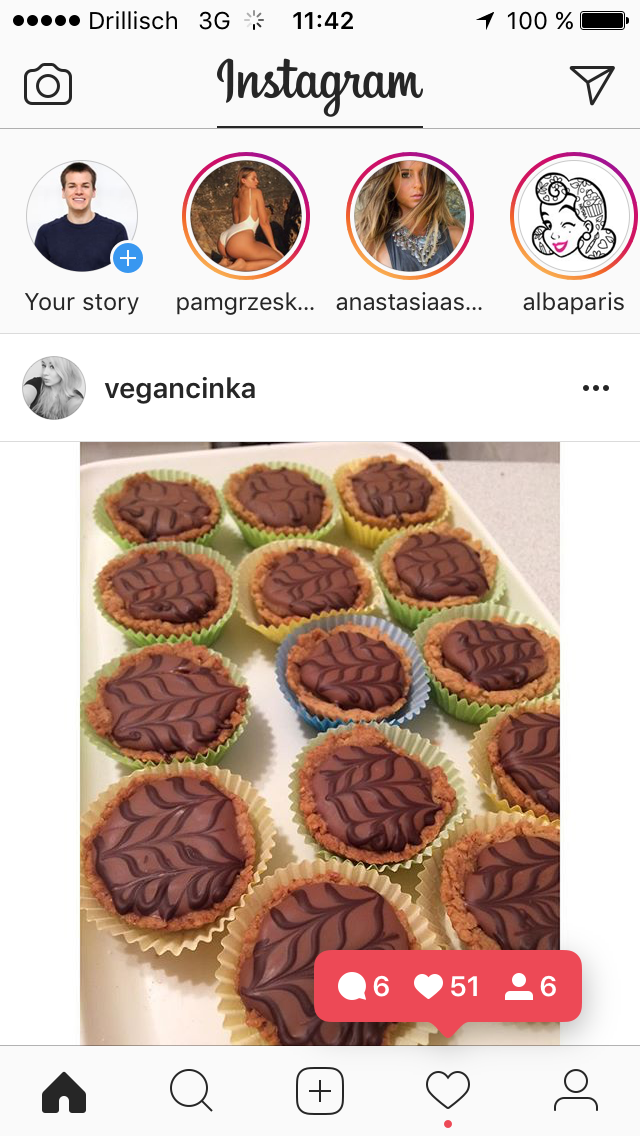 Drillisch 3G 11:42 100 %
Instagram
Your story pamgrzesk... anastasiaas... albaparis
vegancinka
6 51 6